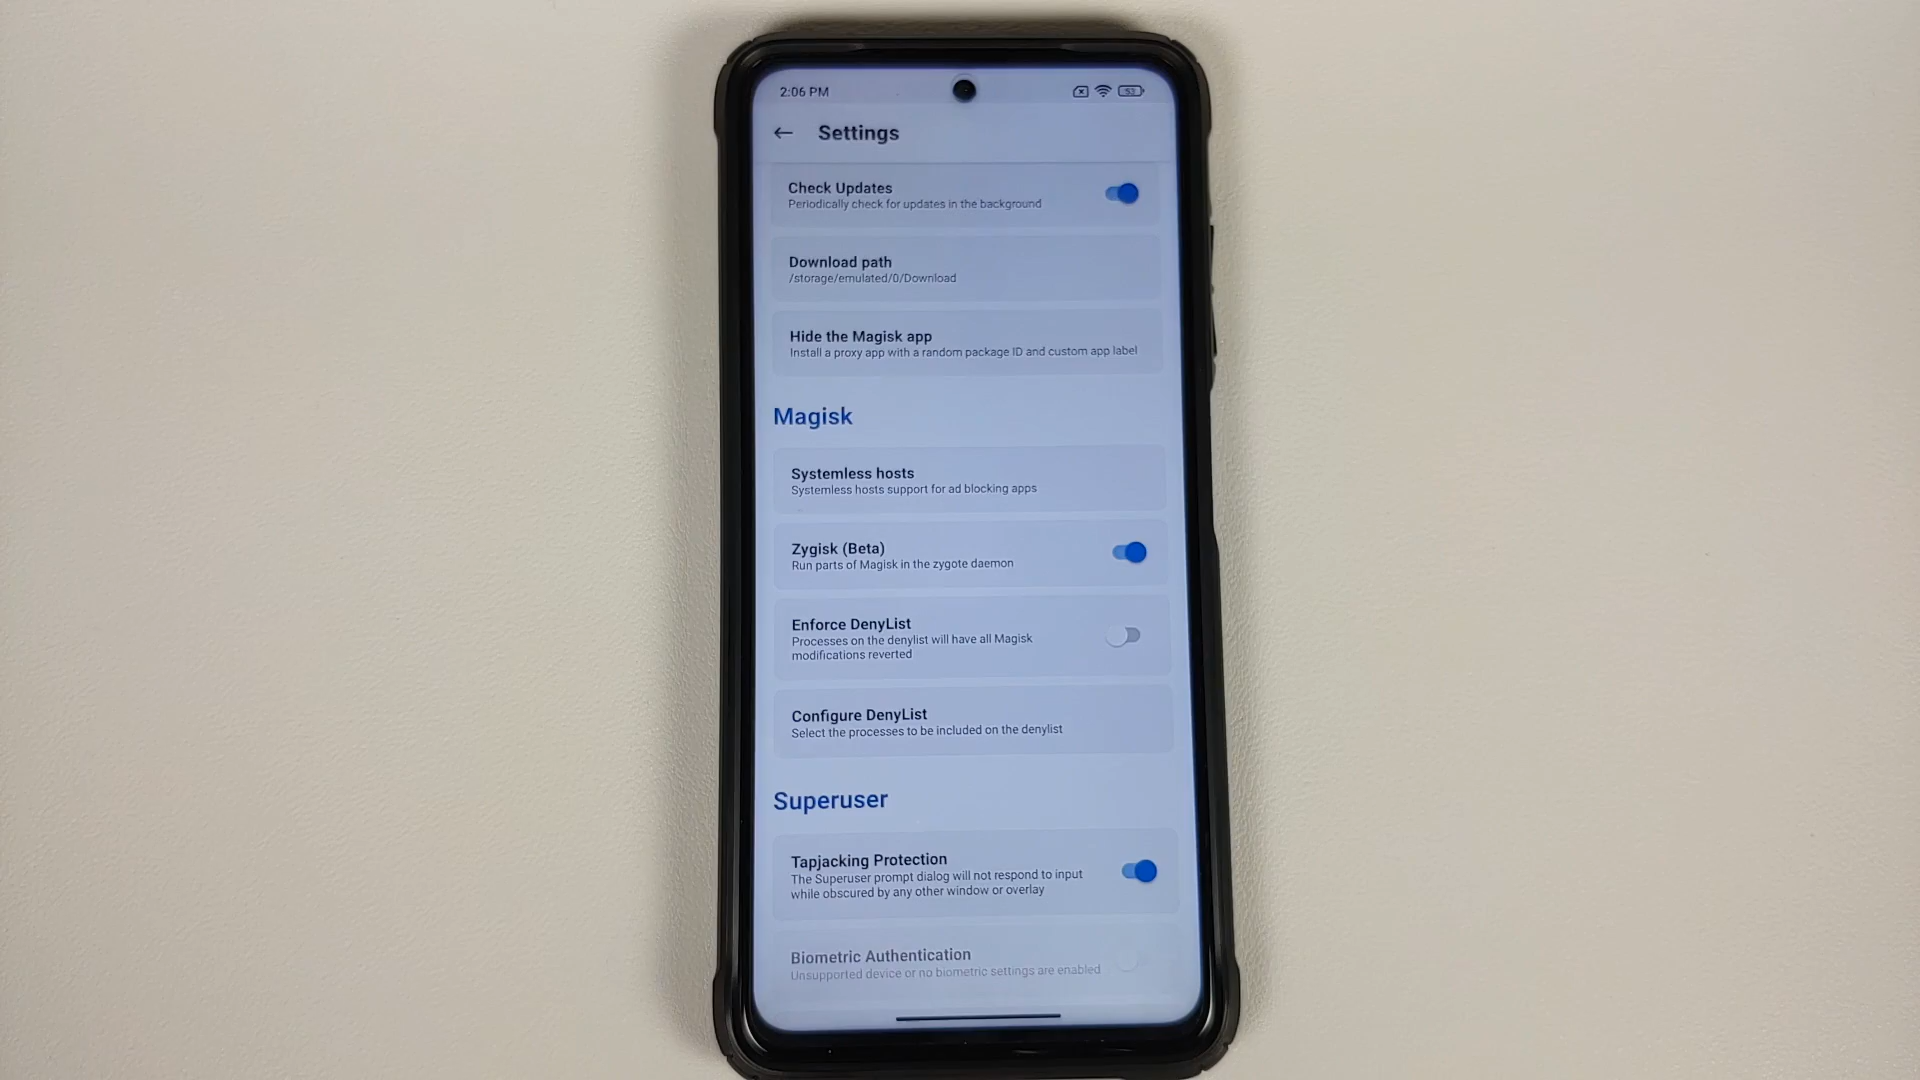 2:06 PM
53
Settings
Check Updates
Periodically check for updates in the background
Download path
/storage/emulated/0/Download
Hide the Magisk app
Install a proxy app with a random package ID and custom app label
Magisk
Systemless hosts
Systemless hosts support for ad blocking apps
Zygisk (Beta)
Run parts of Magisk in the zygote daemon
Enforce DenyList
Processes on the denylist will have all Magisk
modifications reverted
Configure DenyList
Select the processes to be included on the denylist
Superuser
Tapjacking Protection
The Superuser prompt dialog will not respond to input
while obscured by any other window or overlay
Biometric Authentication
Unsupported device or no biometric settings are enabled